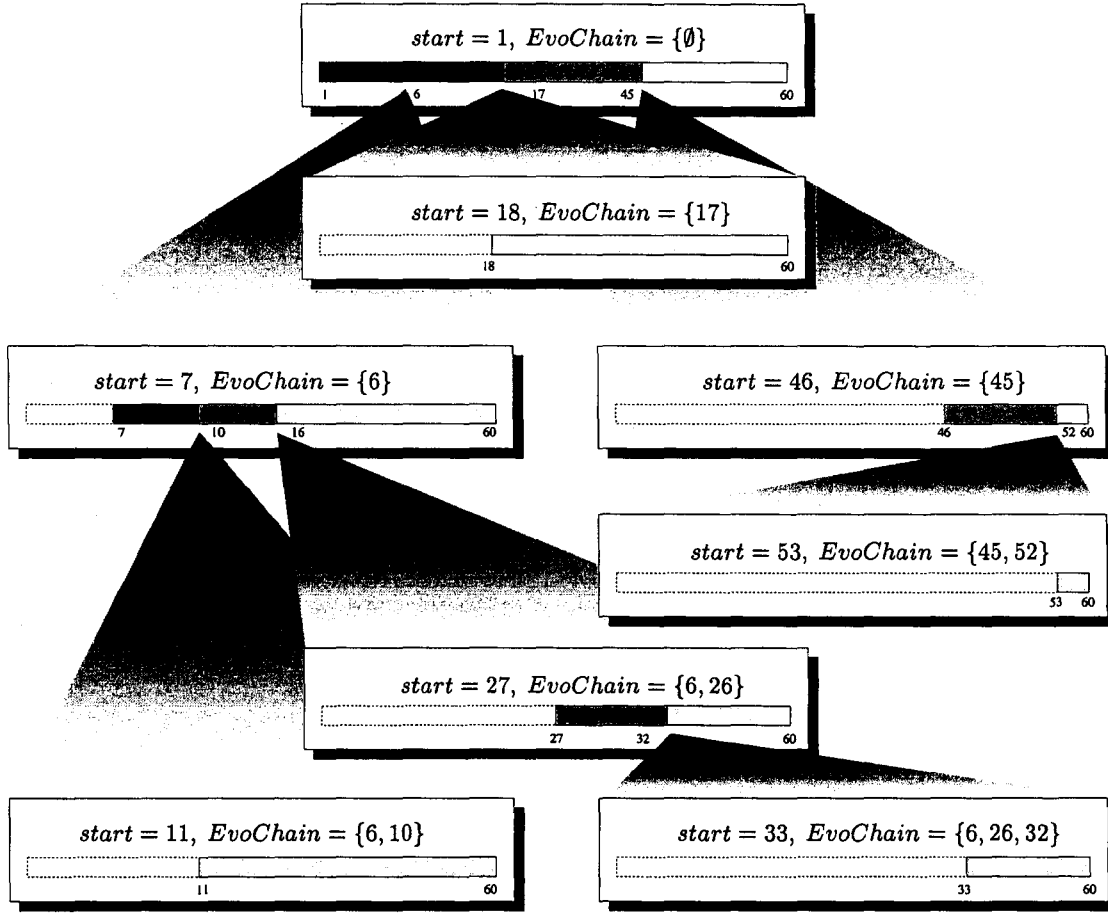 start = 1, EvoChain = {∅}
1 6 17 45 60
start = 18, EvoChain = {17}
18 60
start = 7, EvoChain = {6}
7 10 16 60
start = 46, EvoChain = {45}
46 52 60
start = 53, EvoChain = {45, 52}
53 60
start = 27, EvoChain = {6, 26}
27 32 60
start = 11, EvoChain = {6, 10}
11 60
start = 33, EvoChain = {6, 26, 32}
33 60